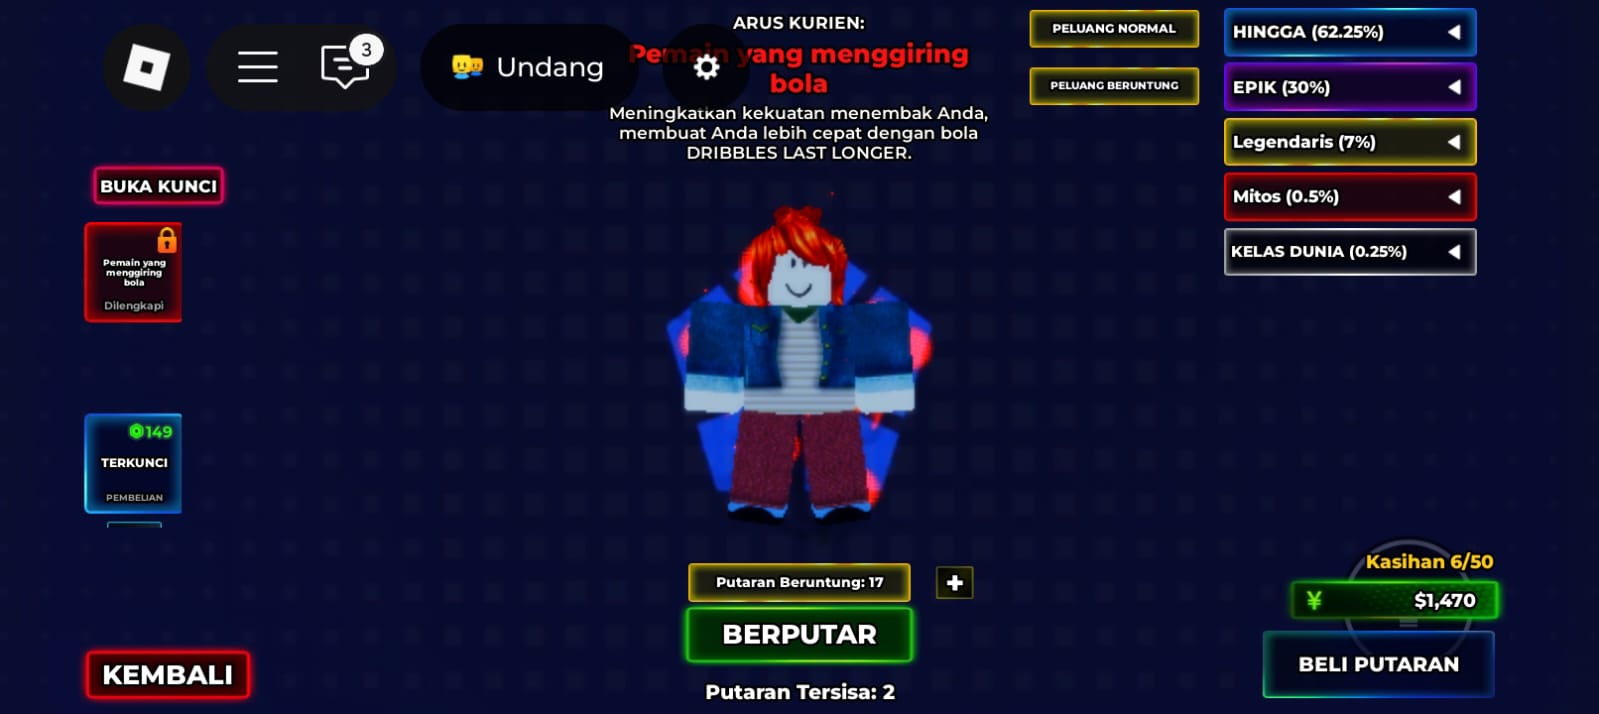 3
Undang
ARUS KURIEN:
Pemain yang menggiring
bola
Meningkatkan kekuatan menembak Anda,
membuat Anda lebih cepat dengan bola
DRIBBLES LAST LONGER.
PELUANG NORMAL
PELUANG BERUNTUNG
HINGGA (62.25%)
EPIK (30%)
Legendaris (7%)
Mitos (0.5%)
KELAS DUNIA (0.25%)
BUKA KUNCI
Pemain yang
menggiring
bola
Dilengkapi
149
TERKUNCI
PEMBELIAN
Putaran Beruntung: 17
+
BERPUTAR
Putaran Tersisa: 2
KEMBALI
Kasihan 6/50
¥ $1,470
BELI PUTARAN